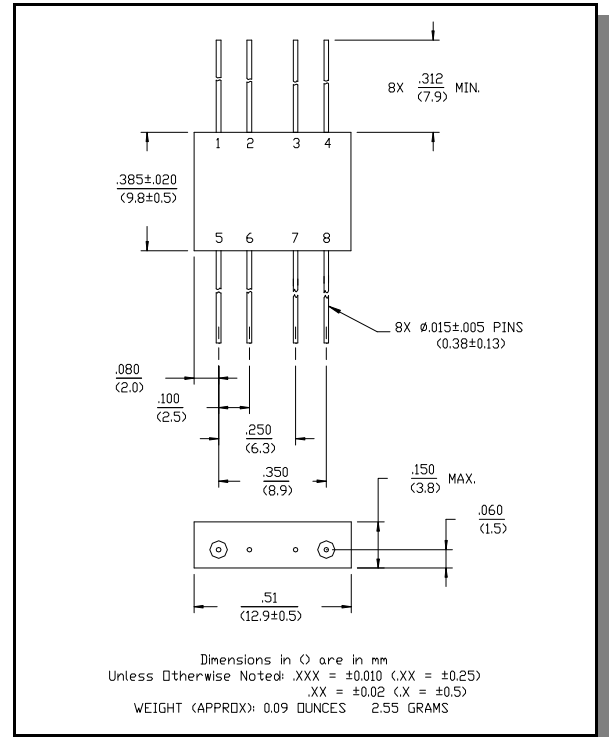 8X .312 MIN.
(7.9)
1 2 3 4
.385±.020
(9.8±0.5)
5 6 7 8
8X Ø.015±.005 PINS
(0.38±0.13)
.080
(2.0)
.100
(2.5)
.250
(6.3)
.350
(8.9)
.150 MAX.
(3.8)
.060
(1.5)
.51
(12.9±0.5)
Dimensions in () are in mm
Unless Otherwise Noted: .XXX = ±0.010 (.XX = ±0.25)
.XX = ±0.02 (.X = ±0.5)
WEIGHT (APPROX): 0.09 OUNCES 2.55 GRAMS